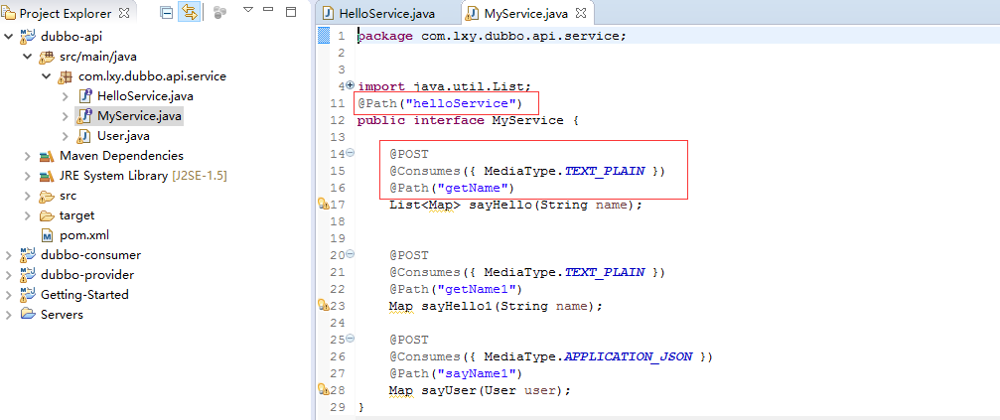 Project Explorer
dubbo-api
src/main/java
com.lxy.dubbo.api.service
HelloService.java
MyService.java
User.java
Maven Dependencies
JRE System Library [J2SE-1.5]
src
target
pom.xml
dubbo-consumer
dubbo-provider
Getting-Started
Servers
HelloService.java
MyService.java
1 package com.lxy.dubbo.api.service;
2
3
4 import java.util.List;
11 @Path("helloService")
12 public interface MyService {
13
14 @POST
15 @Consumes({ MediaType.TEXT_PLAIN })
16 @Path("getName")
17 List<Map> sayHello(String name);
18
19
20 @POST
21 @Consumes({ MediaType.TEXT_PLAIN })
22 @Path("getName1")
23 Map sayHello1(String name);
24
25 @POST
26 @Consumes({ MediaType.APPLICATION_JSON })
27 @Path("sayName1")
28 Map sayUser(User user);
29 }